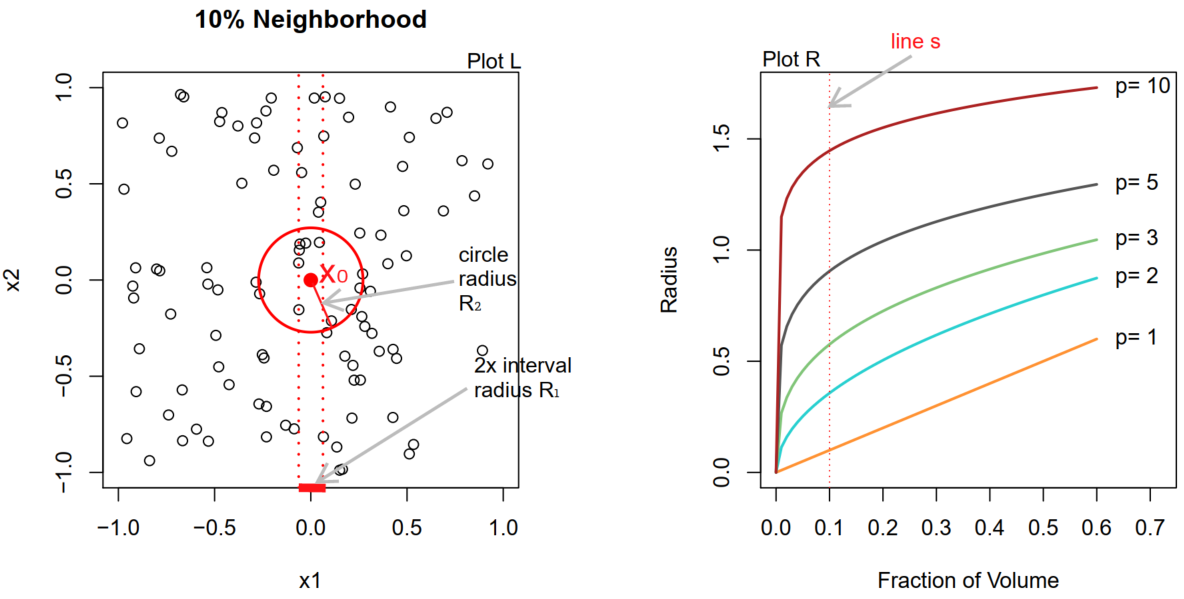 10% Neighborhood
Plot L
x2
1.0
0.5
0.0
−0.5
−1.0
X₀
circle
radius
R₂
2x interval
radius R₁
−1.0 −0.5 0.0 0.5 1.0
x1
line s
Plot R
Radius
1.5
1.0
0.5
0.0
p= 10
p= 5
p= 3
p= 2
p= 1
0.0 0.1 0.2 0.3 0.4 0.5 0.6 0.7
Fraction of Volume